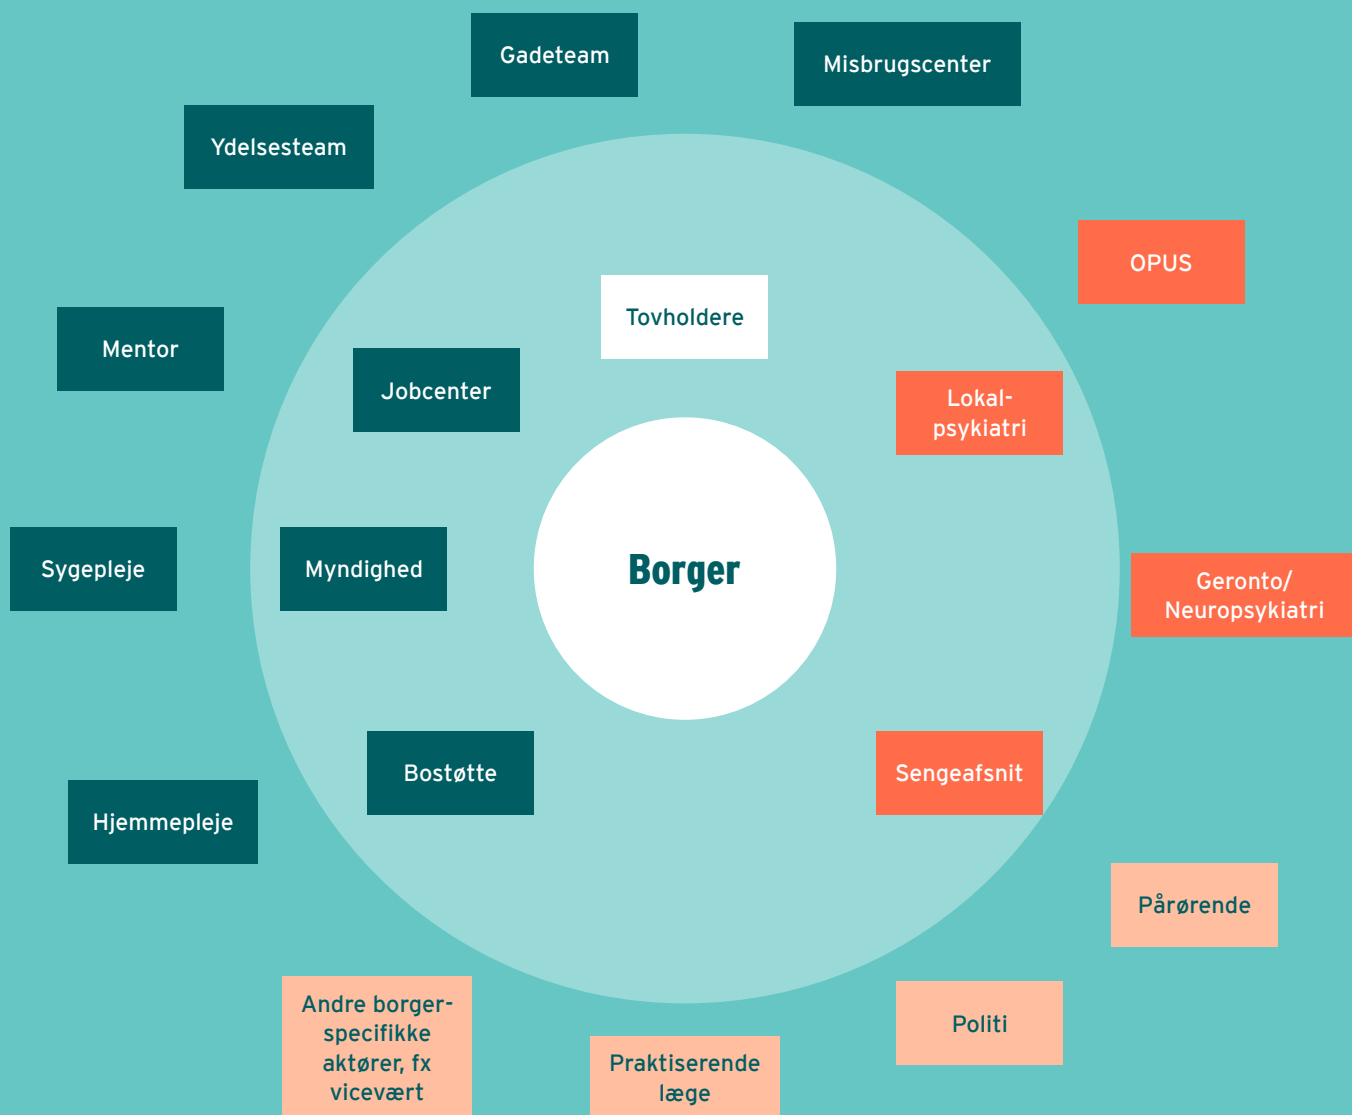 Gadeteam
Misbrugscenter
Ydelsesteam
OPUS
Tovholdere
Mentor
Jobcenter
Lokal-
psykiatri
Sygepleje
Myndighed
Borger
Geronto/
Neuropsykiatri
Bostøtte
Sengeafsnit
Hjemmepleje
Pårørende
Andre borger-
specifikke
aktører, fx
vicevært
Politi
Praktiserende
læge